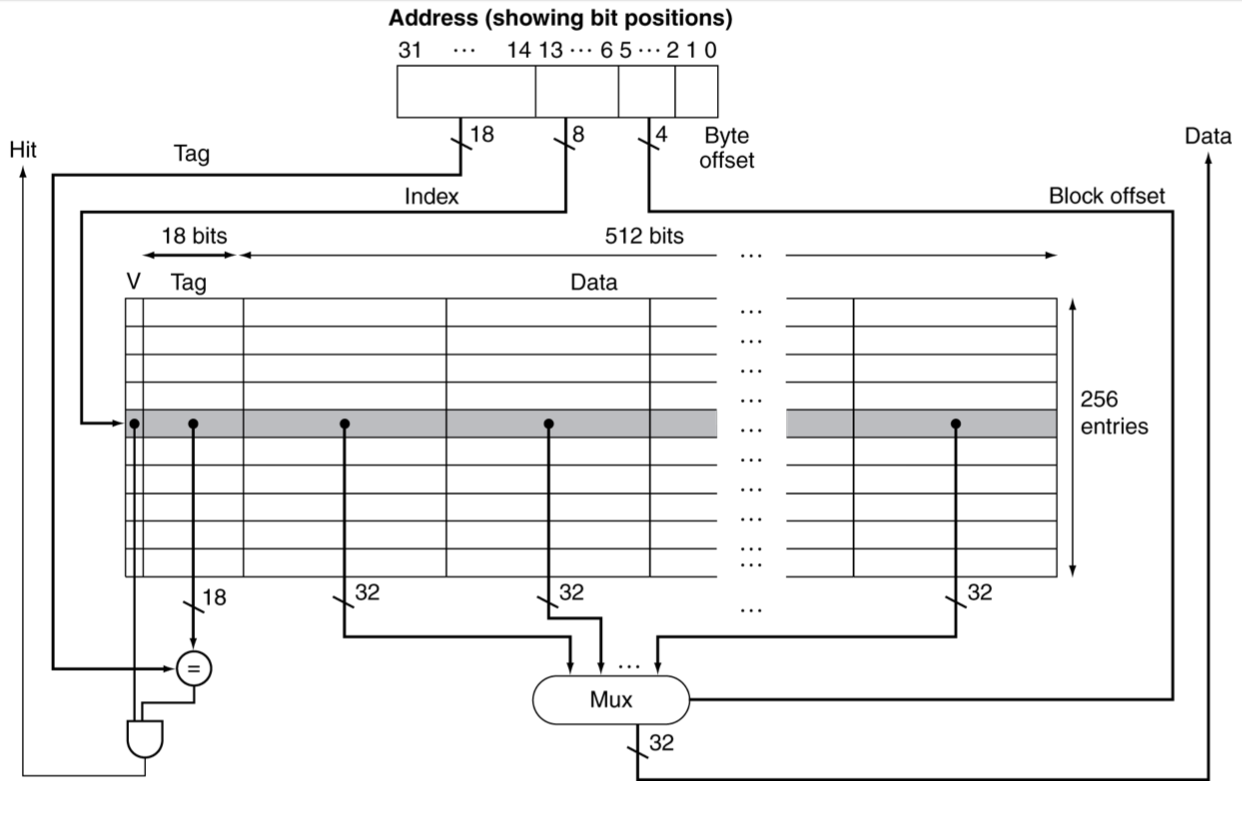 Address (showing bit positions)
31 ... 14 13 ... 6 5 ... 2 1 0
18 8 4 Byte offset
Hit
Data
Tag
Index
Block offset
18 bits
512 bits
...
V Tag Data
...
...
...
...
...
...
...
...
...
...
256
entries
18
32
32
...
32
=
...
Mux
32